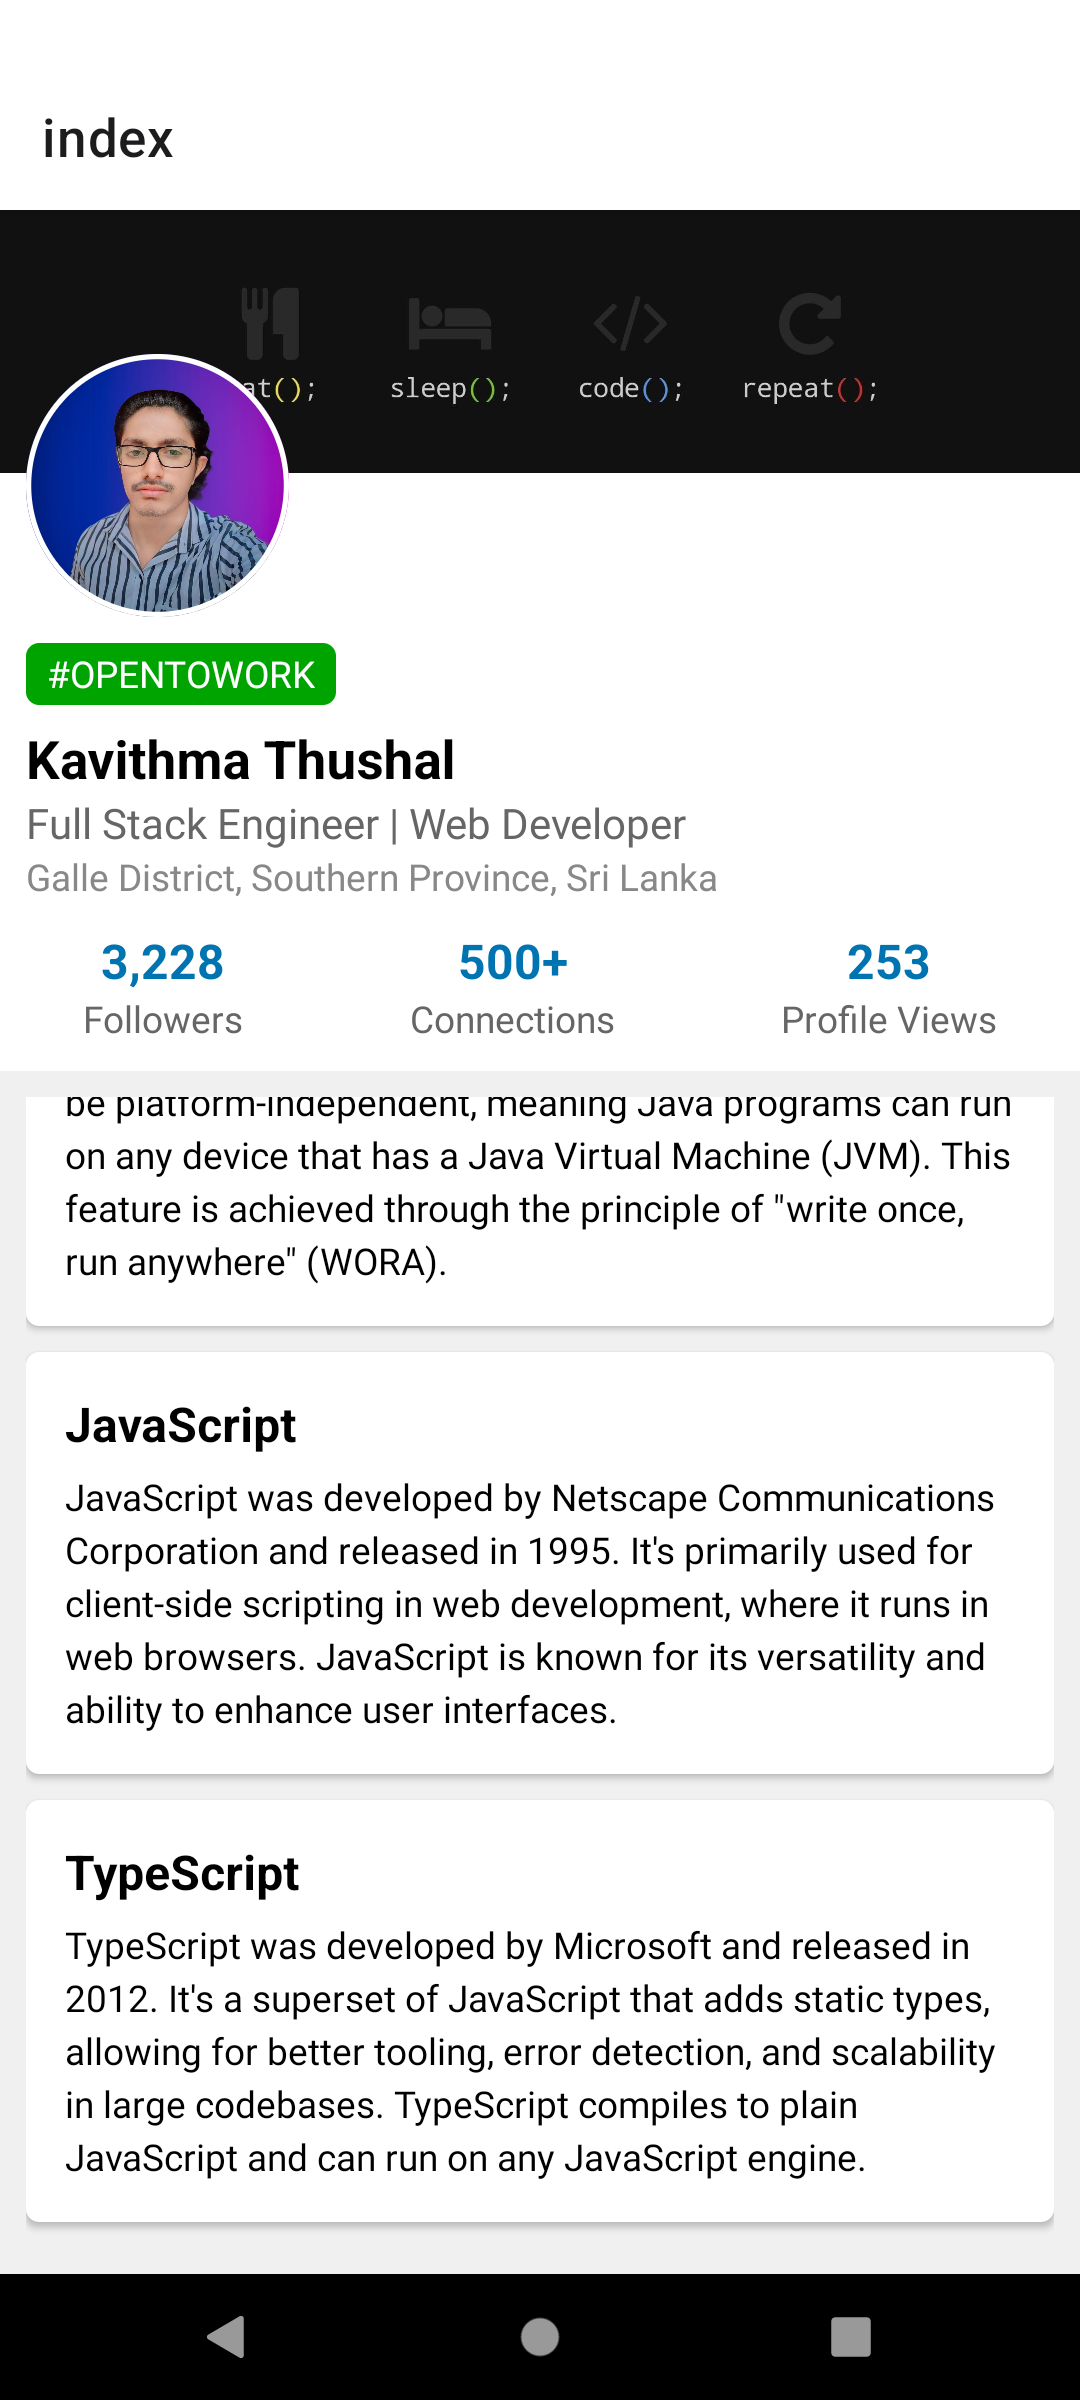 index
at();
sleep();
code();
repeat();
#OPENTOWORK
Kavithma Thushal
Full Stack Engineer | Web Developer
Galle District, Southern Province, Sri Lanka
3,228
Followers
500+
Connections
253
Profile Views
be platform-independent, meaning Java programs can run
on any device that has a Java Virtual Machine (JVM). This
feature is achieved through the principle of "write once,
run anywhere" (WORA).
JavaScript
JavaScript was developed by Netscape Communications
Corporation and released in 1995. It's primarily used for
client-side scripting in web development, where it runs in
web browsers. JavaScript is known for its versatility and
ability to enhance user interfaces.
TypeScript
TypeScript was developed by Microsoft and released in
2012. It's a superset of JavaScript that adds static types,
allowing for better tooling, error detection, and scalability
in large codebases. TypeScript compiles to plain
JavaScript and can run on any JavaScript engine.